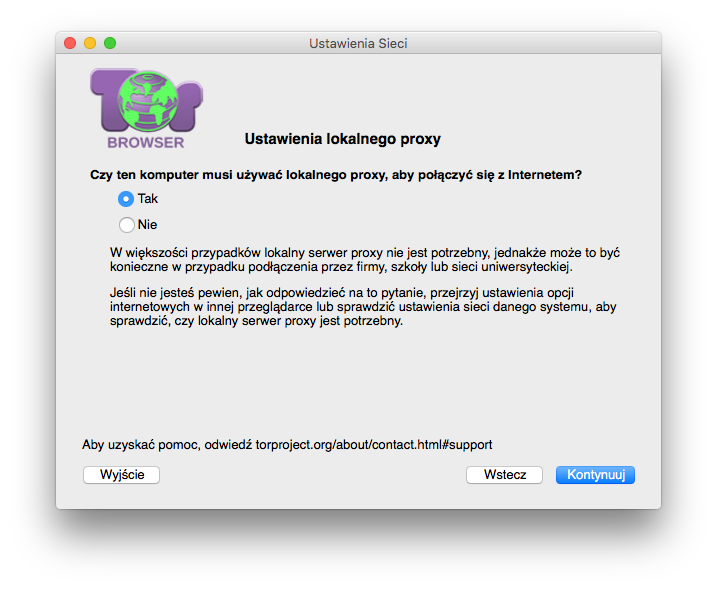 Ustawienia Sieci
Tor
BROWSER
Ustawienia lokalnego proxy
Czy ten komputer musi używać lokalnego proxy, aby połączyć się z Internetem?
Tak
Nie
W większości przypadków lokalny serwer proxy nie jest potrzebny, jednakże może to być
konieczne w przypadku podłączenia przez firmy, szkoły lub sieci uniwersyteckiej.
Jeśli nie jesteś pewien, jak odpowiedzieć na to pytanie, przejrzyj ustawienia opcji
internetowych w innej przeglądarce lub sprawdzić ustawienia sieci danego systemu, aby
sprawdzić, czy lokalny serwer proxy jest potrzebny.
Aby uzyskać pomoc, odwiedź torproject.org/about/contact.html#support
Wyjście
Wstecz
Kontynuuj